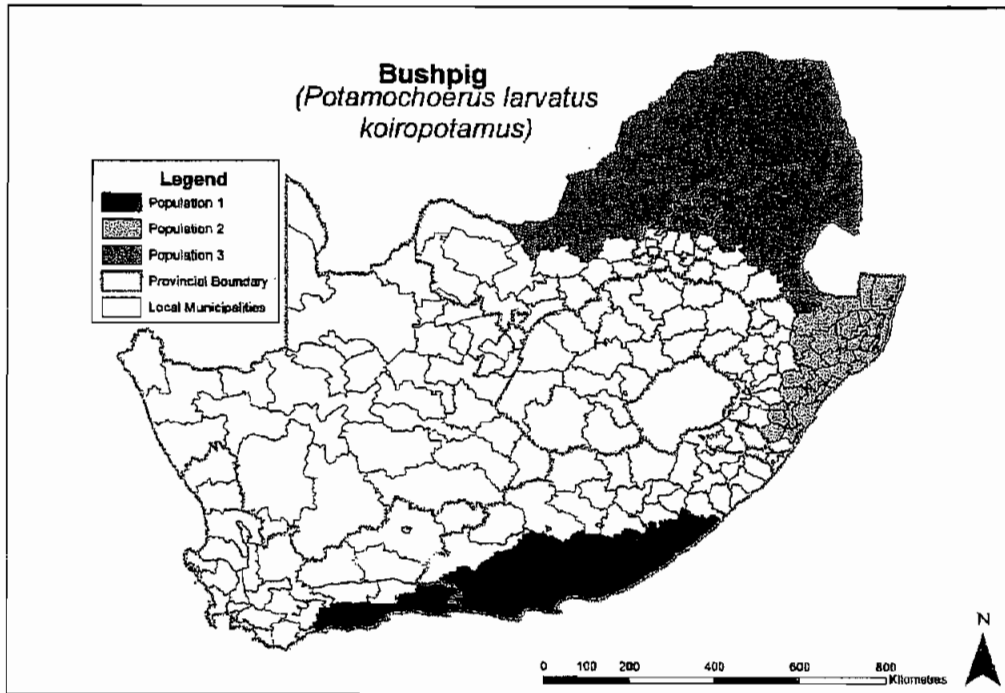 Bushpig
(Potamochoerus larvatus
koiropotamus)
Legend
Population 1
Population 2
Population 3
Provincial Boundary
Local Municipalities
N
0 100 200 400 600 800
Kilometres